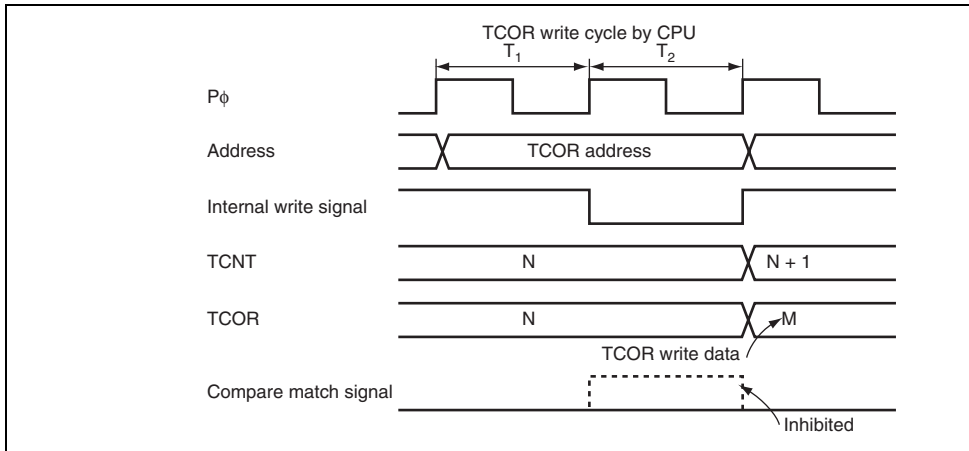 TCOR write cycle by CPU
T1 T2
Pϕ
Address TCOR address
Internal write signal
TCNT N N + 1
TCOR N M
TCOR write data
Compare match signal
Inhibited